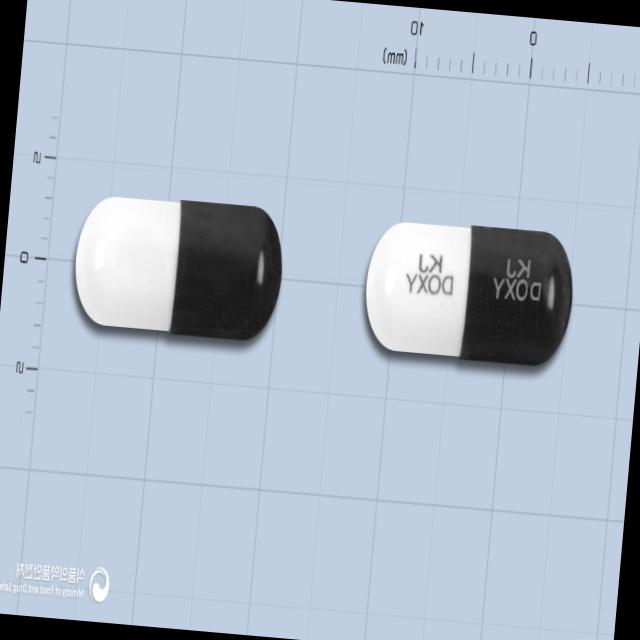 10 0
(mm)
5
0
5
KJ
DOXY
KJ
DOXY
식품의약품안전처
Ministry of Food and Drug Safe